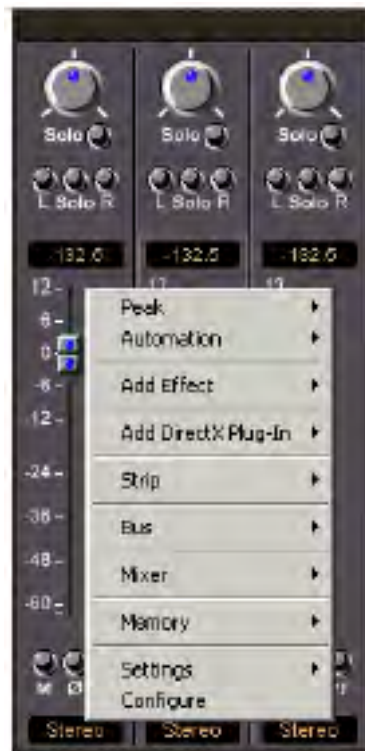 Solo Solo Solo
L Solo R L Solo R L Solo R
-132.5 -132.5 -132.5
12 12 12
6
0
-6
-12
-24
-36
-48
-60
Peak
Automation
Add Effect
Add DirectX Plug-In
Strip
Bus
Mixer
Memory
Settings
Configure
M Ø
Stereo Stereo Stereo